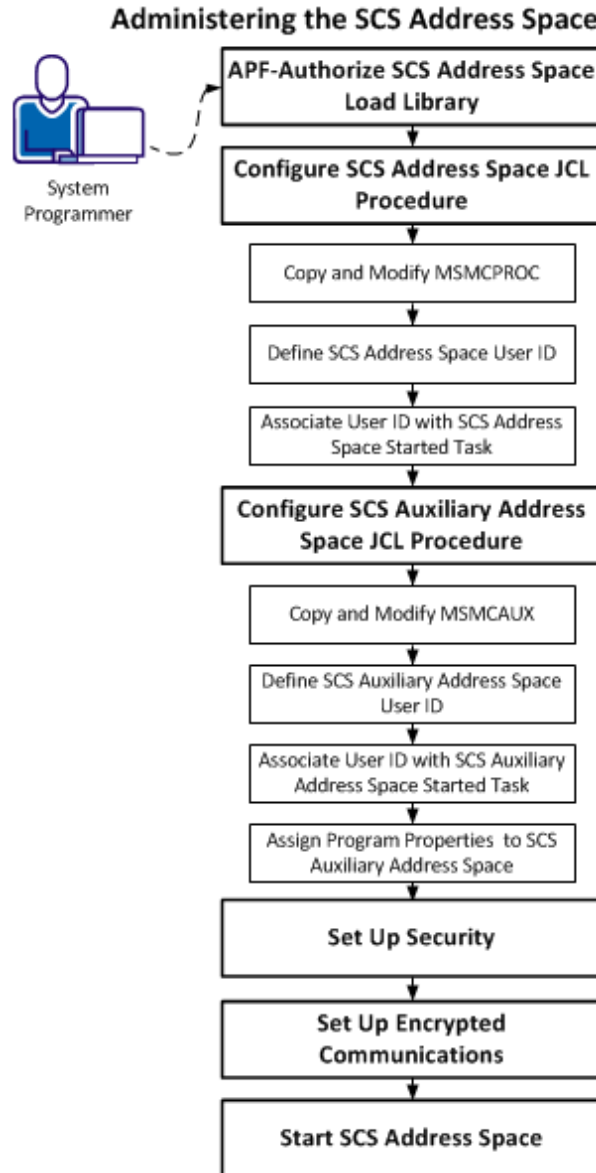 Administering the SCS Address Space
APF-Authorize SCS Address Space
Load Library
System
Programmer
Configure SCS Address Space JCL
Procedure
Copy and Modify MSMCPROC
Define SCS Address Space User ID
Associate User ID with SCS Address
Space Started Task
Configure SCS Auxiliary Address
Space JCL Procedure
Copy and Modify MSMCAUX
Define SCS Auxiliary Address Space
User ID
Associate User ID with SCS Auxiliary
Address Space Started Task
Assign Program Properties to SCS
Auxiliary Address Space
Set Up Security
Set Up Encrypted
Communications
Start SCS Address Space